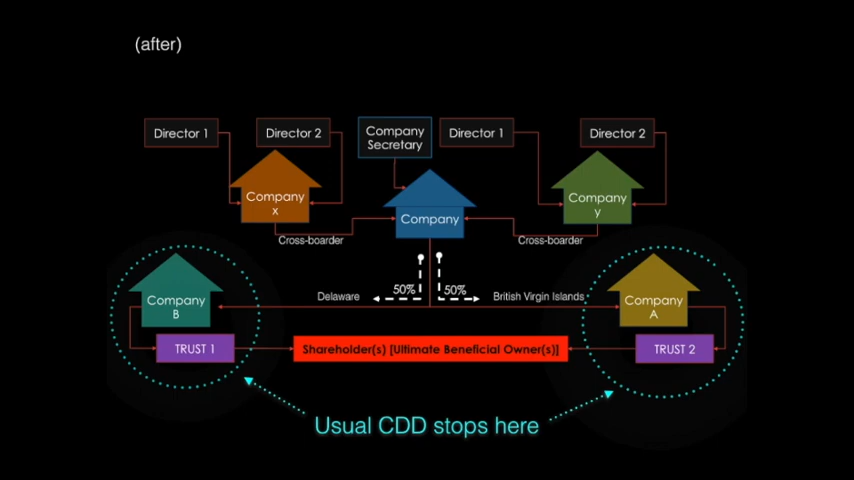 (after)
Director 1
Director 2
Company
Secretary
Director 1
Director 2
Company
x
Company
Company
y
Cross-boarder
Cross-boarder
Company
B
Delaware
50%
50%
British Virgin Islands
Company
A
TRUST 1
Shareholder(s) [Ultimate Beneficial Owner(s)]
TRUST 2
Usual CDD stops here